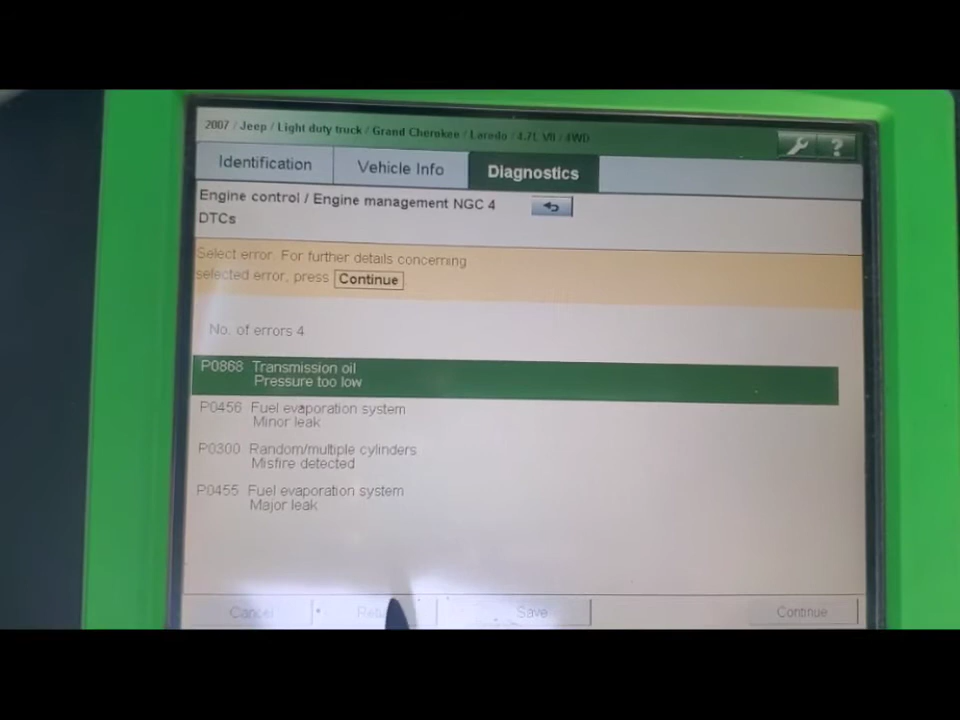 2007 / Jeep / Light duty truck / Grand Cherokee / Laredo / 4.7L VII / 4WD
?
Identification
Vehicle Info
Diagnostics
Engine control / Engine management NGC 4
DTCs
Select error. For further details concerning
selected error, press Continue
No. of errors 4
P0868 Transmission oil
Pressure too low
P0456 Fuel evaporation system
Minor leak
P0300 Random/multiple cylinders
Misfire detected
P0455 Fuel evaporation system
Major leak
Cancel
Save
Continue